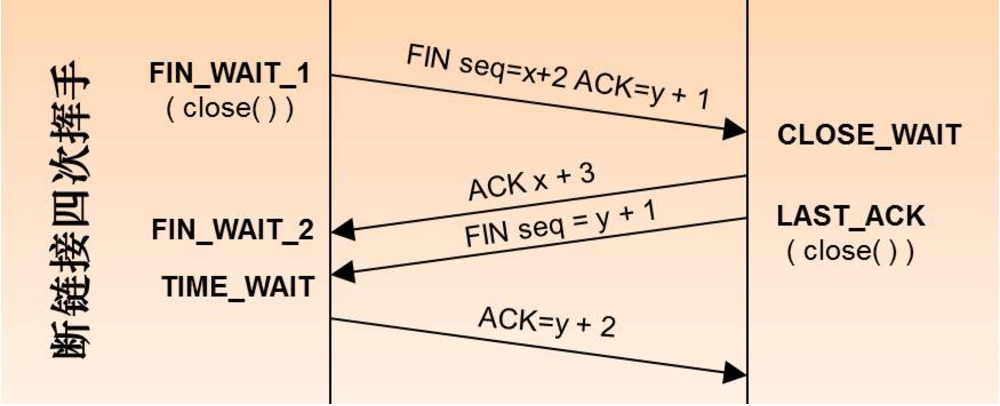 断链接四次挥手
FIN_WAIT_1
( close( ) )
FIN seq=x+2 ACK=y + 1
CLOSE_WAIT
ACK x + 3
FIN_WAIT_2
FIN seq = y + 1
LAST_ACK
( close( ) )
TIME_WAIT
ACK=y + 2